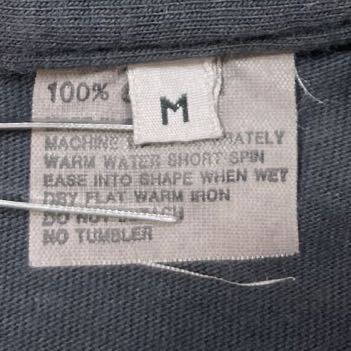 100%
M
MACHINE
WARM WATER SHORT SPIN
EASE INTO SHAPE WHEN WET
DRY FLAT WARM IRON
DO NOT BLEACH
NO TUMBLER